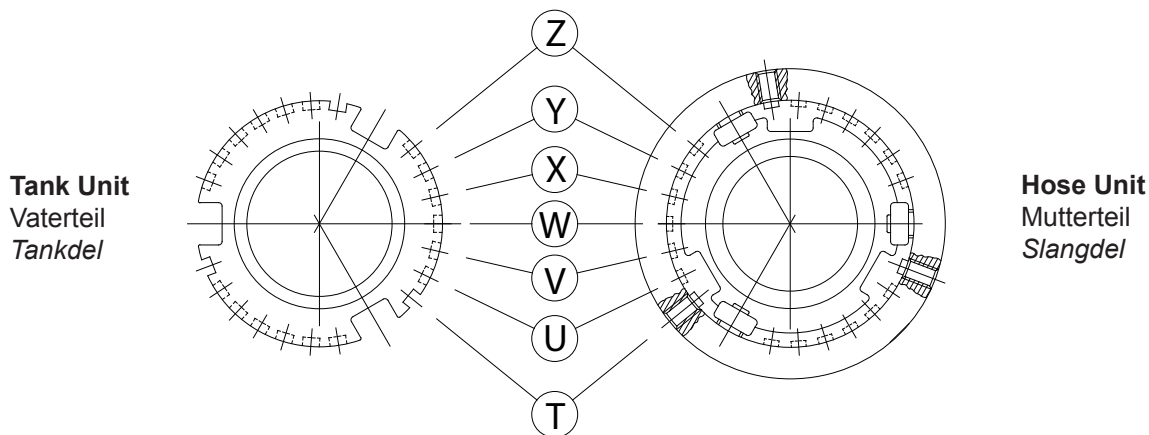 Z
Y
X
W
V
U
T
Tank Unit
Vaterteil
Tankdel
Hose Unit
Mutterteil
Slangdel